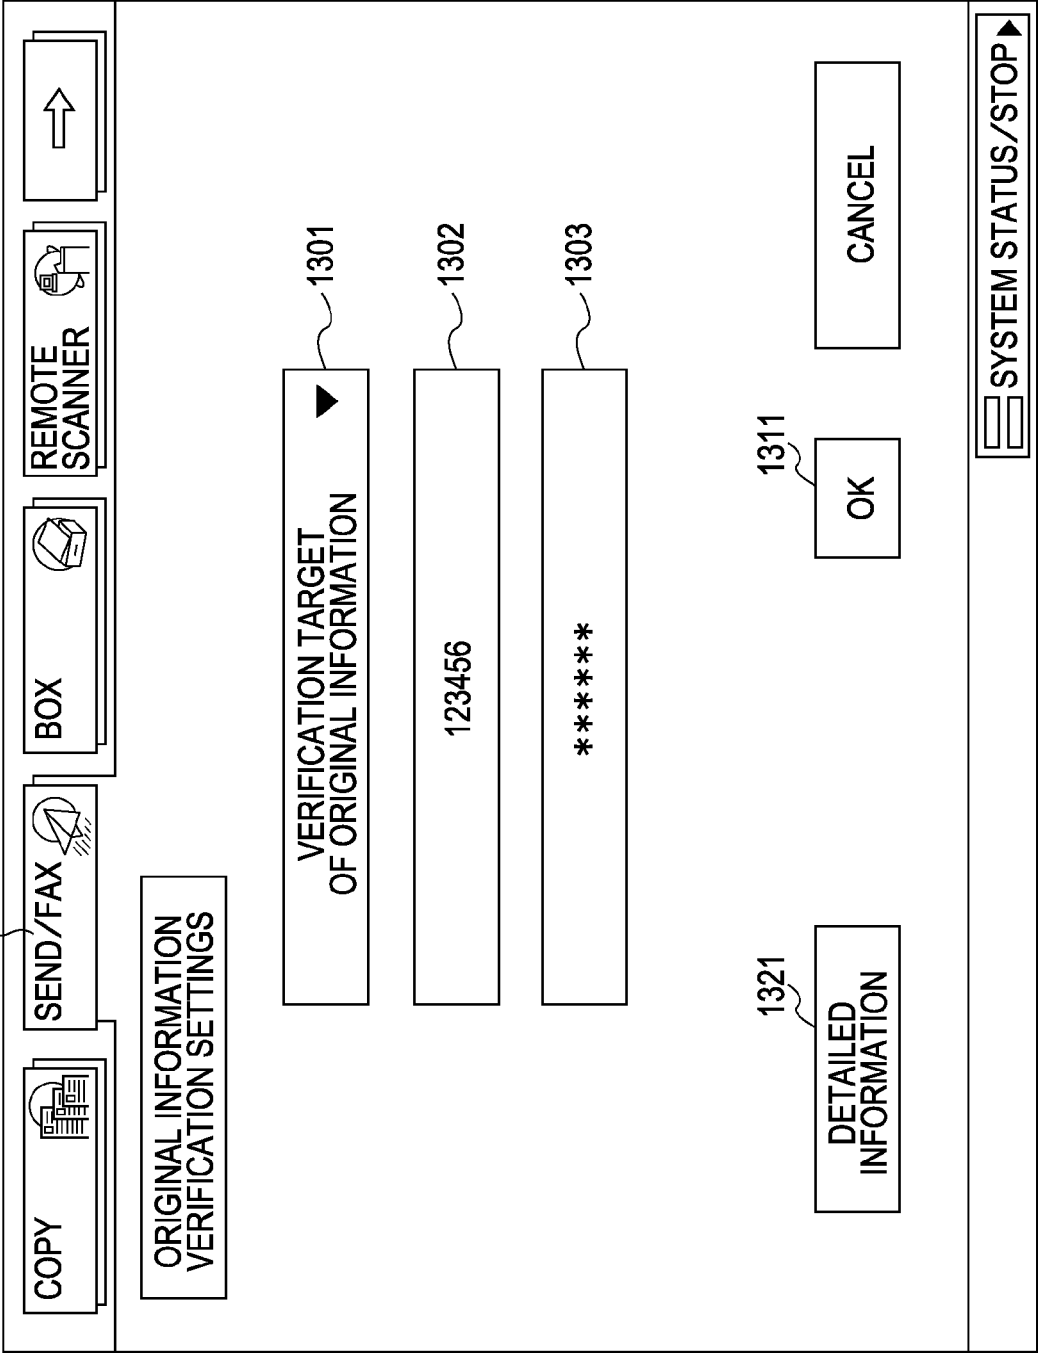 COPY
SEND/FAX
BOX
REMOTE
SCANNER
ORIGINAL INFORMATION
VERIFICATION SETTINGS
VERIFICATION TARGET
OF ORIGINAL INFORMATION
1301
123456
1302
******
1303
1321
DETAILED
INFORMATION
1311
OK
CANCEL
SYSTEM STATUS/STOP